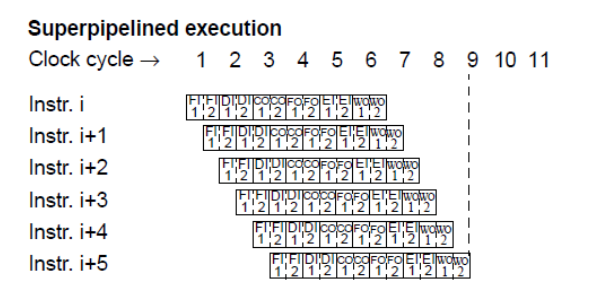 Superpipelined execution
Clock cycle → 1 2 3 4 5 6 7 8 9 10 11
Instr. i FI FI DI DI CO CO FO FO EI EI WO WO
1 2 1 2 1 2 1 2 1 2 1 2
Instr. i+1 FI FI DI DI CO CO FO FO EI EI WO WO
1 2 1 2 1 2 1 2 1 2 1 2
Instr. i+2 FI FI DI DI CO CO FO FO EI EI WO WO
1 2 1 2 1 2 1 2 1 2 1 2
Instr. i+3 FI FI DI DI CO CO FO FO EI EI WO WO
1 2 1 2 1 2 1 2 1 2 1 2
Instr. i+4 FI FI DI DI CO CO FO FO EI EI WO WO
1 2 1 2 1 2 1 2 1 2 1 2
Instr. i+5 FI FI DI DI CO CO FO FO EI EI WO WO
1 2 1 2 1 2 1 2 1 2 1 2